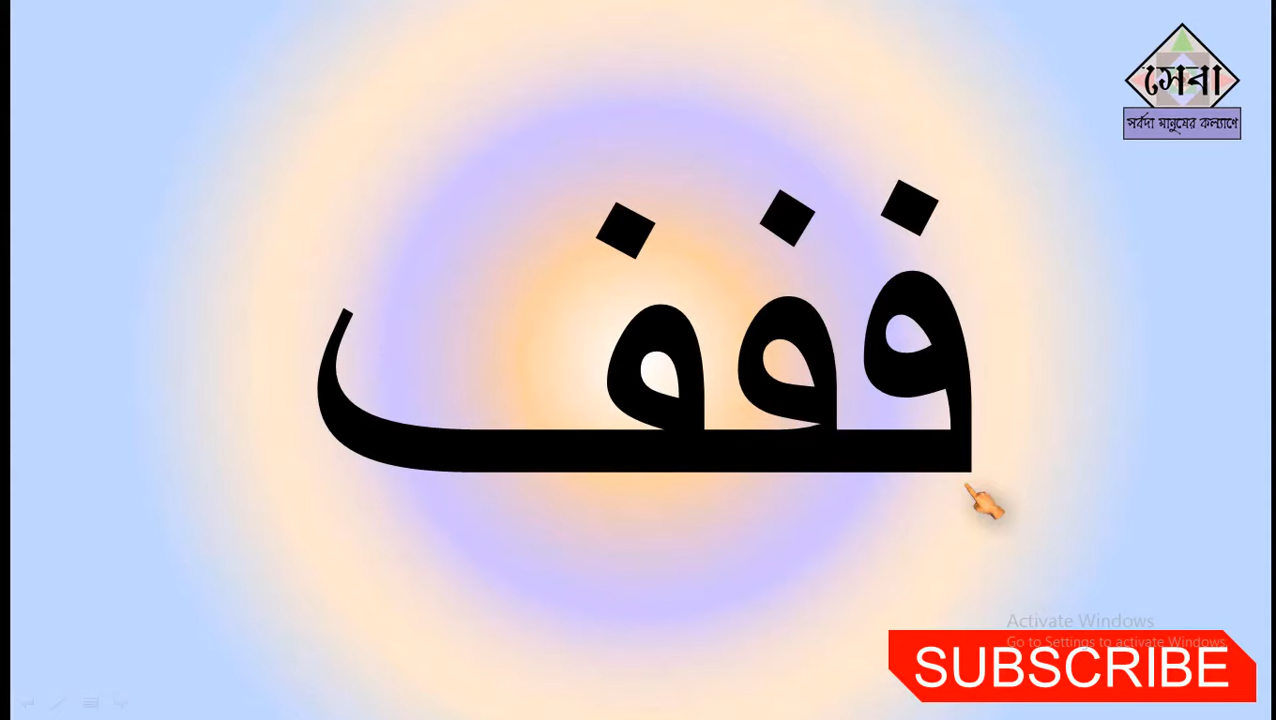 সেবা
সর্বদা মানুষের কল্যাণে
ففف
Activate Windows
Go to Settings to activate Windows.
SUBSCRIBE